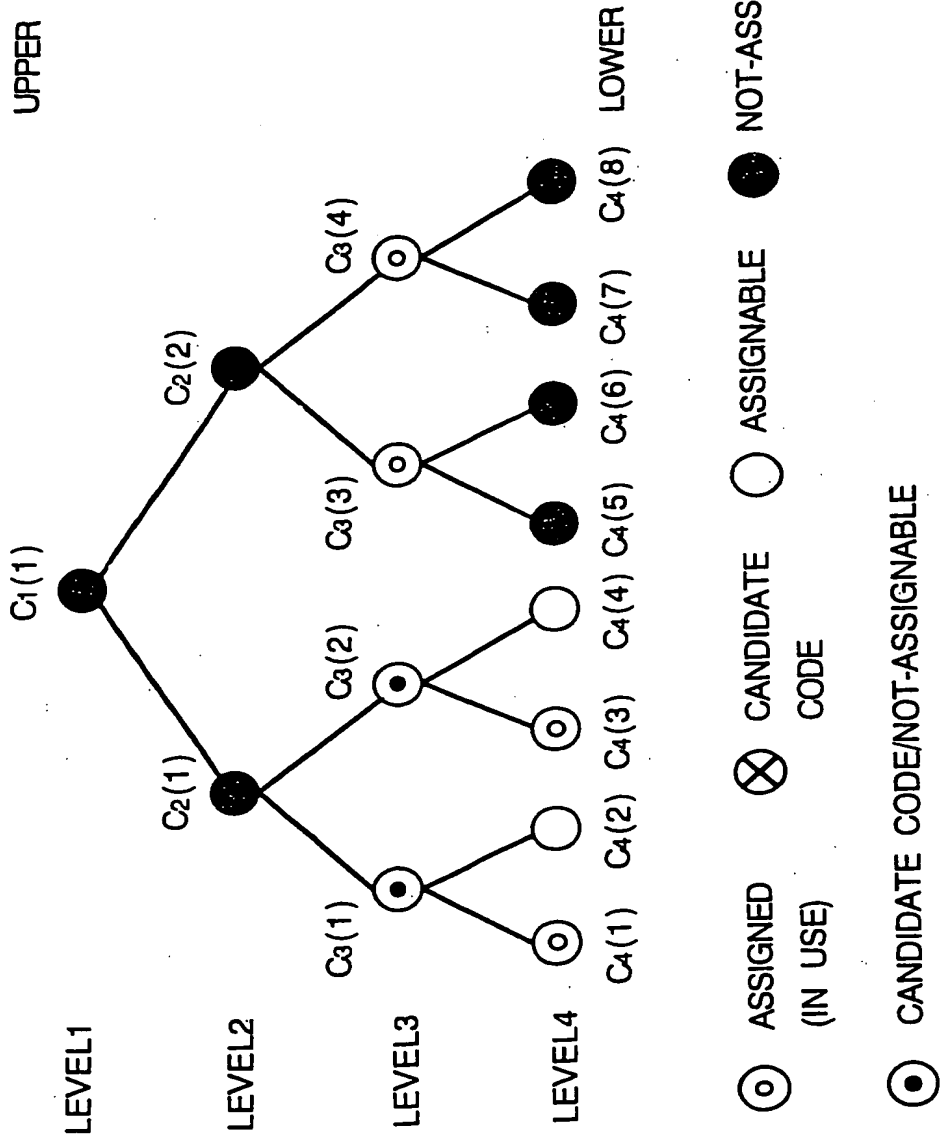 UPPER
LEVEL1 C1(1)
LEVEL2 C2(1) C2(2)
LEVEL3 C3(1) C3(2) C3(3) C3(4)
LEVEL4
C4(1) C4(2) C4(3) C4(4) C4(5) C4(6) C4(7) C4(8) LOWER
ASSIGNED CANDIDATE ASSIGNABLE NOT-ASS
(IN USE) CODE
CANDIDATE CODE/NOT-ASSIGNABLE